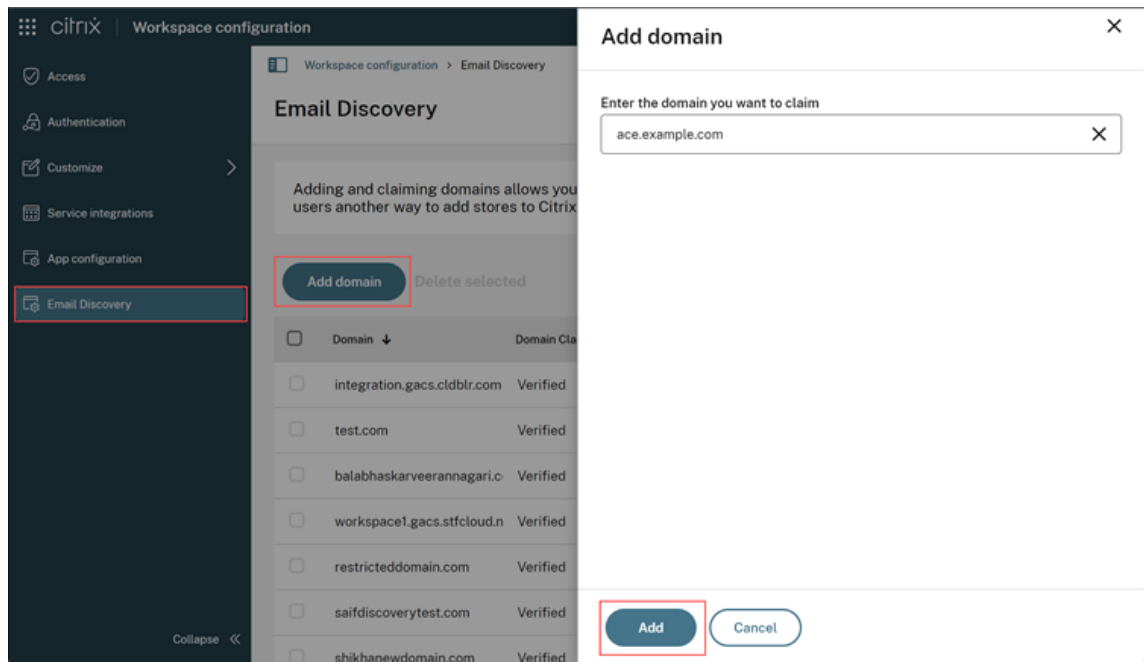 citrix | Workspace configuration
Access
Authentication
Customize
Service integrations
App configuration
Email Discovery
Collapse
Workspace configuration > Email Discovery
Email Discovery
Adding and claiming domains allows you
users another way to add stores to Citrix
Add domain Delete selected
Domain Domain Cla
integration.gacs.cldblr.com Verified
test.com Verified
balabhaskarveerannagari.c Verified
workspace1.gacs.stfcloud.n Verified
restricteddomain.com Verified
saifdiscoverytest.com Verified
shikhanewdomain.com Verified
Add domain
Enter the domain you want to claim
ace.example.com
Add Cancel